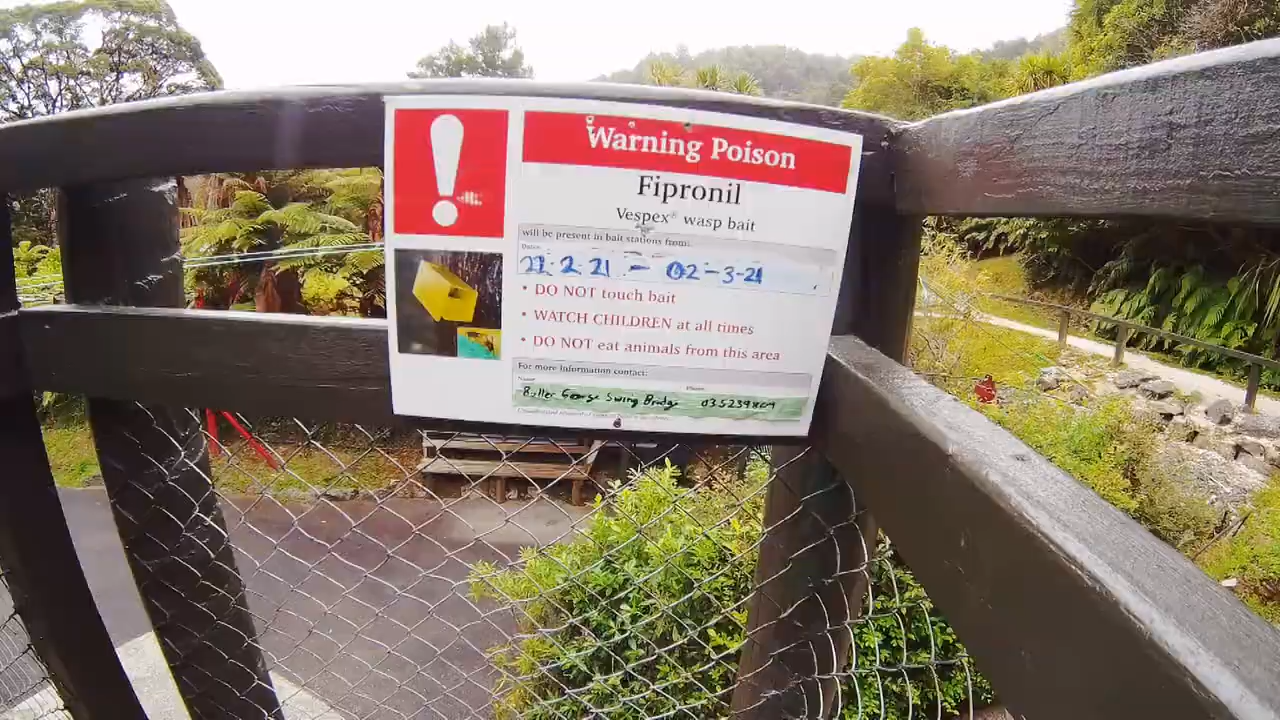 Warning Poison
Fipronil
Vespex® wasp bait
will be present in bait stations from:
Dates
22.2.21 - 02-3-21
• DO NOT touch bait
• WATCH CHILDREN at all times
• DO NOT eat animals from this area
For more information contact:
Name Phone
Buller George Swing Bridge